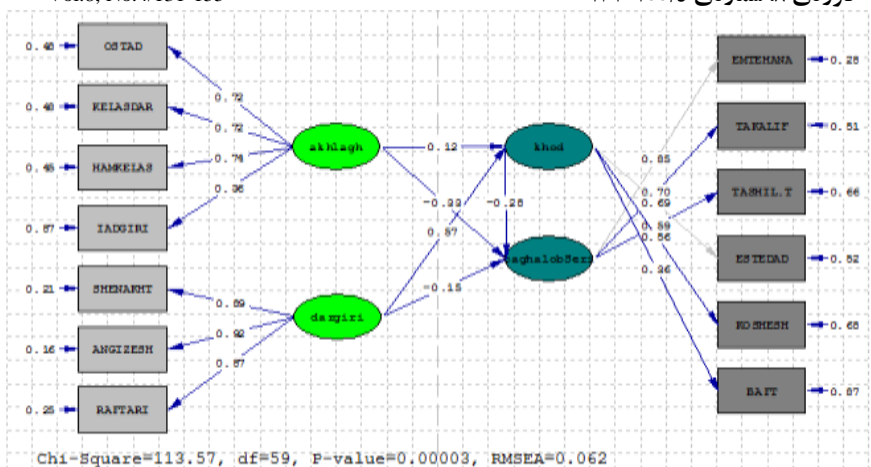 0.48 OSTAD
EMTEHANA 0.28
0.72
0.48 KELASDAR
TAKALIF 0.51
0.72
akhlagh
0.12
khod
0.74
0.85
0.45 HAMKELAS
0.70
TASHIL.T 0.66
0.69
0.36
-0.28
0.87 IADGIRI
0.57
0.59
0.56
aghalobSer
ESTEDAD 0.52
0.36
0.21 SHENAKHT
0.89
-0.15
dargiri
KOSHESH 0.68
0.16 ANGIZESH
0.92
0.87
BAFT 0.87
0.25 RAFTARI
Chi-Square=113.57, df=59, P-value=0.00003, RMSEA=0.062